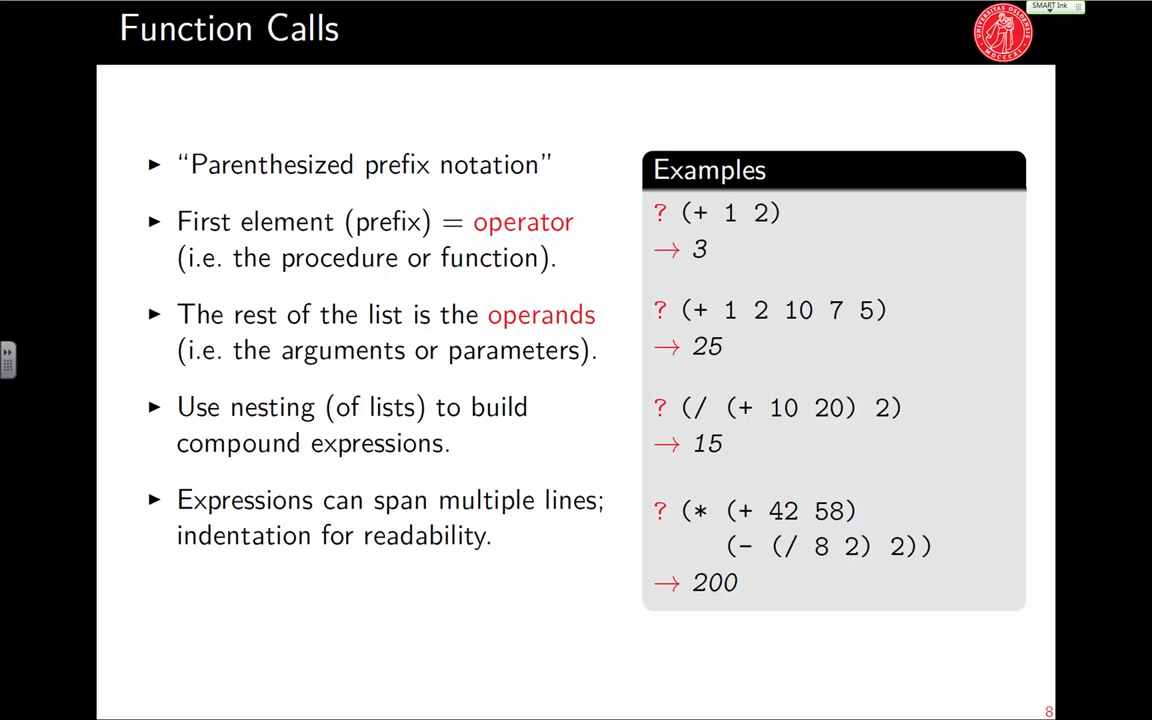 SMART Ink
Function Calls
UNIVERSITAS OSLOENSIS
MDCCCXI
► “Parenthesized prefix notation”
► First element (prefix) = operator
(i.e. the procedure or function).
► The rest of the list is the operands
(i.e. the arguments or parameters).
► Use nesting (of lists) to build
compound expressions.
► Expressions can span multiple lines;
indentation for readability.
Examples
? (+ 1 2)
→ 3
? (+ 1 2 10 7 5)
→ 25
? (/ (+ 10 20) 2)
→ 15
? (* (+ 42 58)
(- (/ 8 2) 2))
→ 200
8